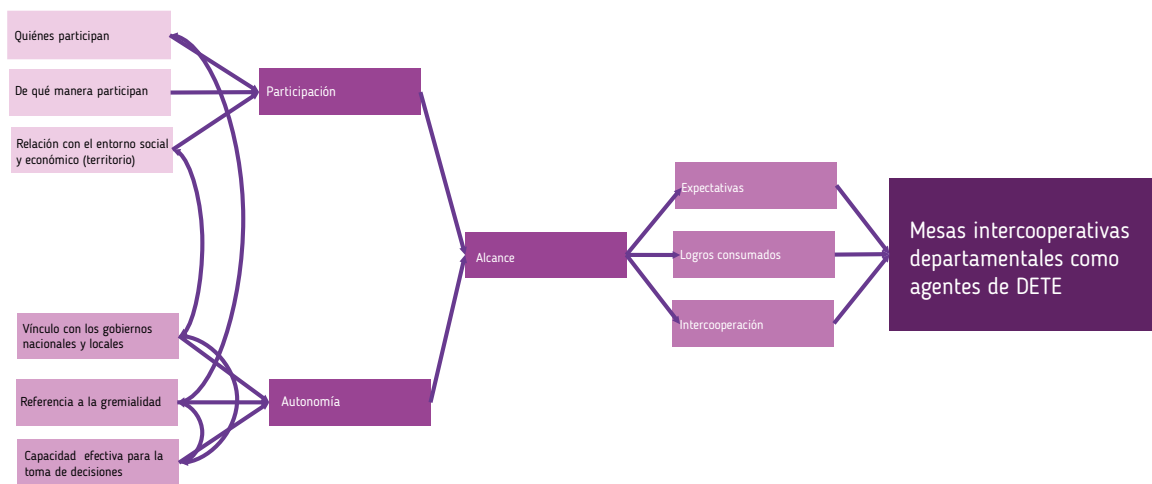 Quiénes participan
De qué manera participan
Relación con el entorno social
y económico (territorio)
Participación
Vínculo con los gobiernos
nacionales y locales
Referencia a la gremialidad
Capacidad efectiva para la
toma de decisiones
Autonomía
Alcance
Expectativas
Logros consumados
Intercooperación
Mesas intercooperativas
departamentales como
agentes de DETE